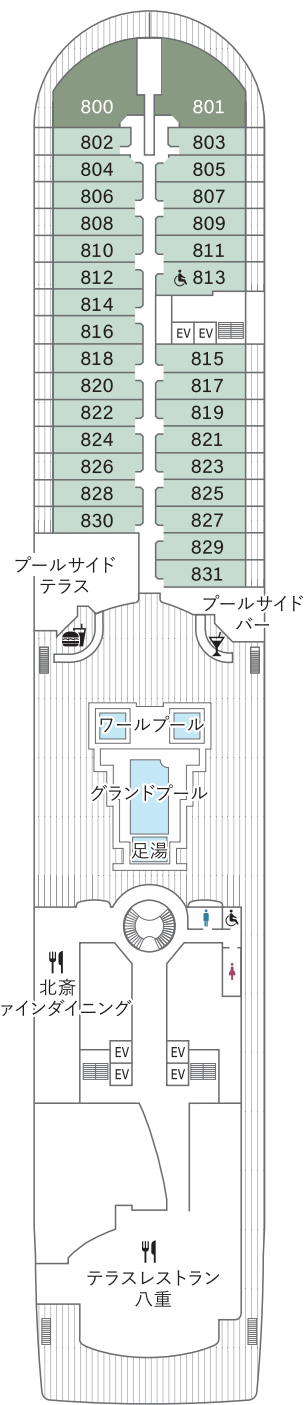 800 801
802 803
804 805
806 807
808 809
810 811
812 813
814
816 EV EV
818 815
820 817
822 819
824 821
826 823
828 825
830 827
829
831
プールサイド
テラス
プールサイド
バー
ワールプール
グランドプール
足湯
北斎
ァインダイニング
EV EV
EV EV
テラスレストラン
八重